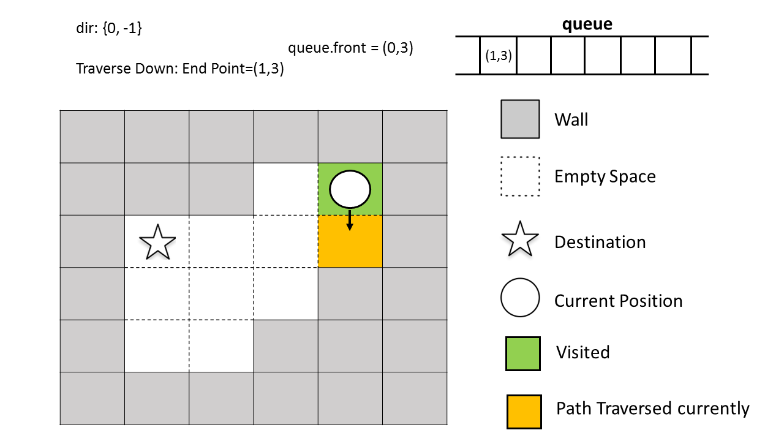 dir: {0, -1}
queue.front = (0,3)
Traverse Down: End Point=(1,3)
queue
(1,3)
Wall
Empty Space
Destination
Current Position
Visited
Path Traversed currently